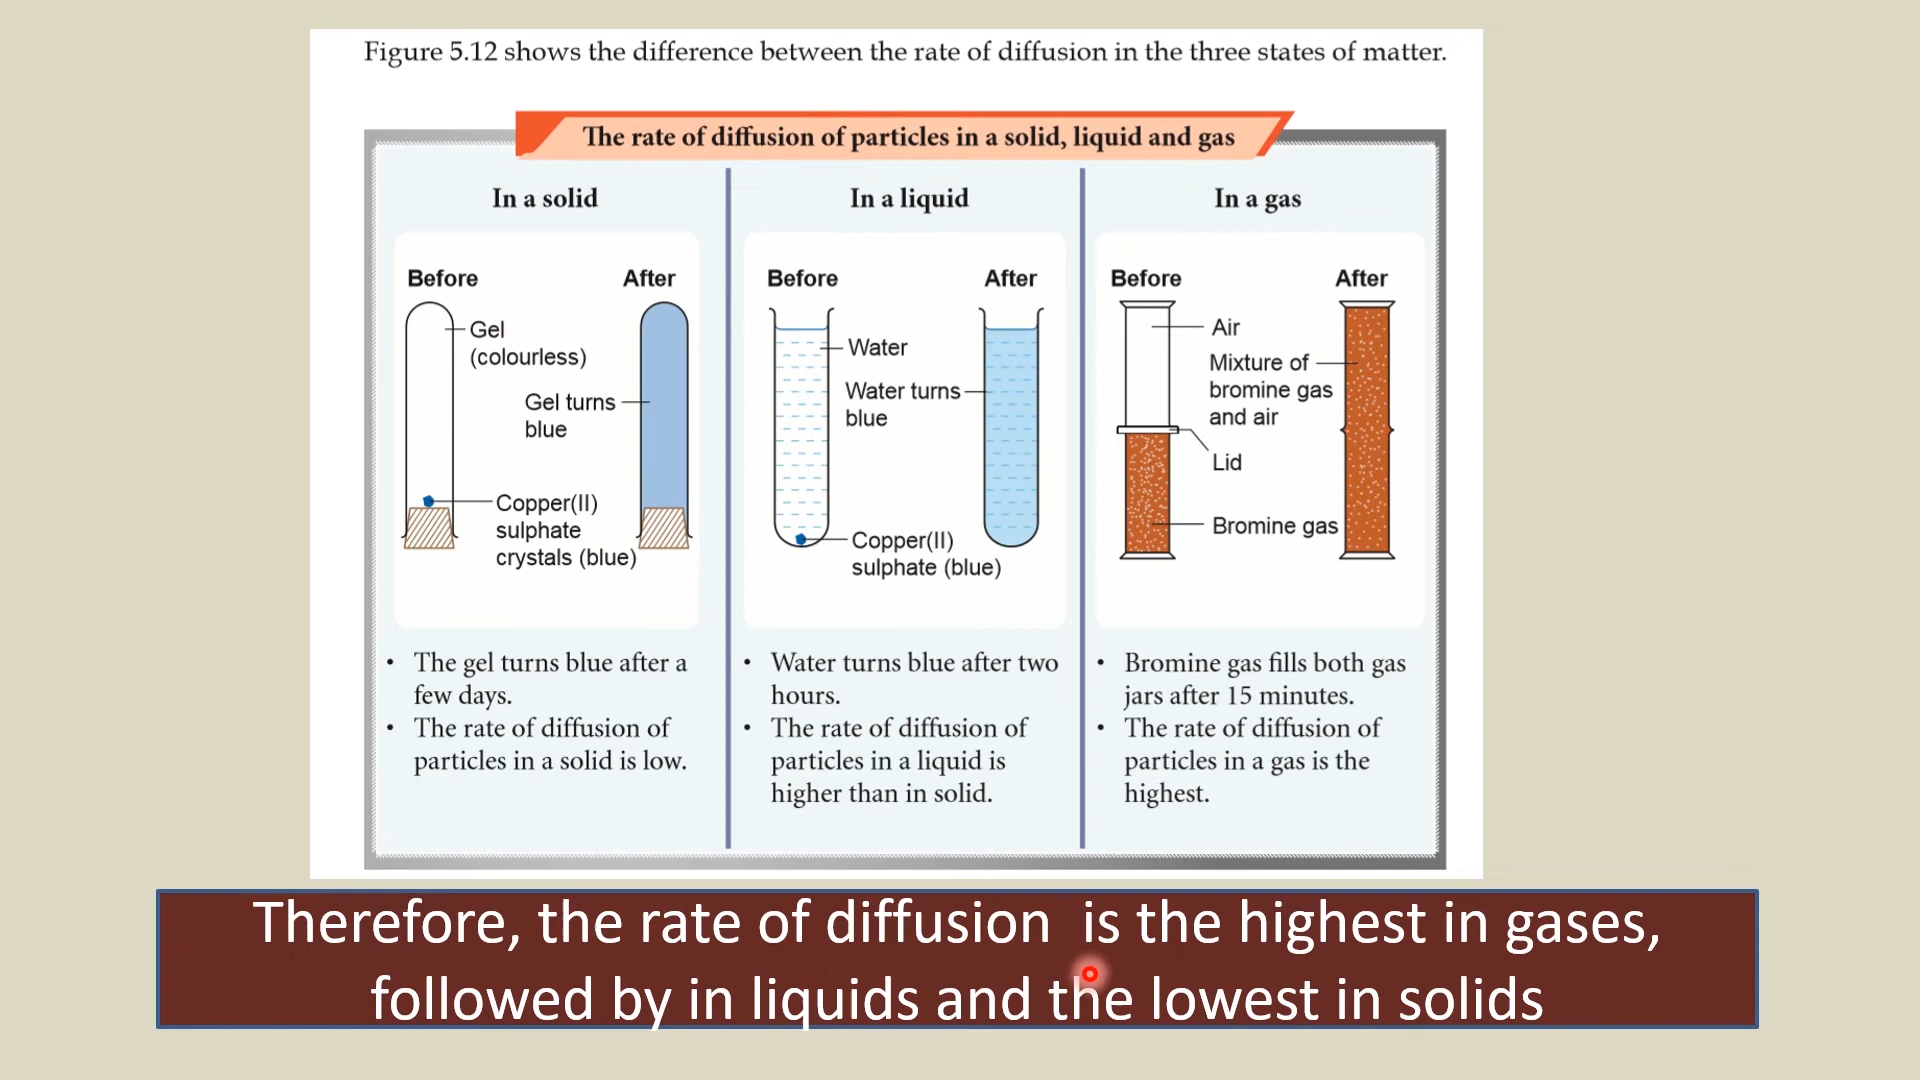 Figure 5.12 shows the difference between the rate of diffusion in the three states of matter.
The rate of diffusion of particles in a solid, liquid and gas
In a solid
Before
After
Gel
(colourless)
Gel turns
blue
Copper(II)
sulphate
crystals (blue)
• The gel turns blue after a
few days.
• The rate of diffusion of
particles in a solid is low.
In a liquid
Before
After
Water
Water turns
blue
Copper(II)
sulphate (blue)
• Water turns blue after two
hours.
• The rate of diffusion of
particles in a liquid is
higher than in solid.
In a gas
Before
After
Air
Mixture of
bromine gas
and air
Lid
Bromine gas
• Bromine gas fills both gas
jars after 15 minutes.
• The rate of diffusion of
particles in a gas is the
highest.
Therefore, the rate of diffusion  is the highest in gases,
followed by in liquids and the lowest in solids